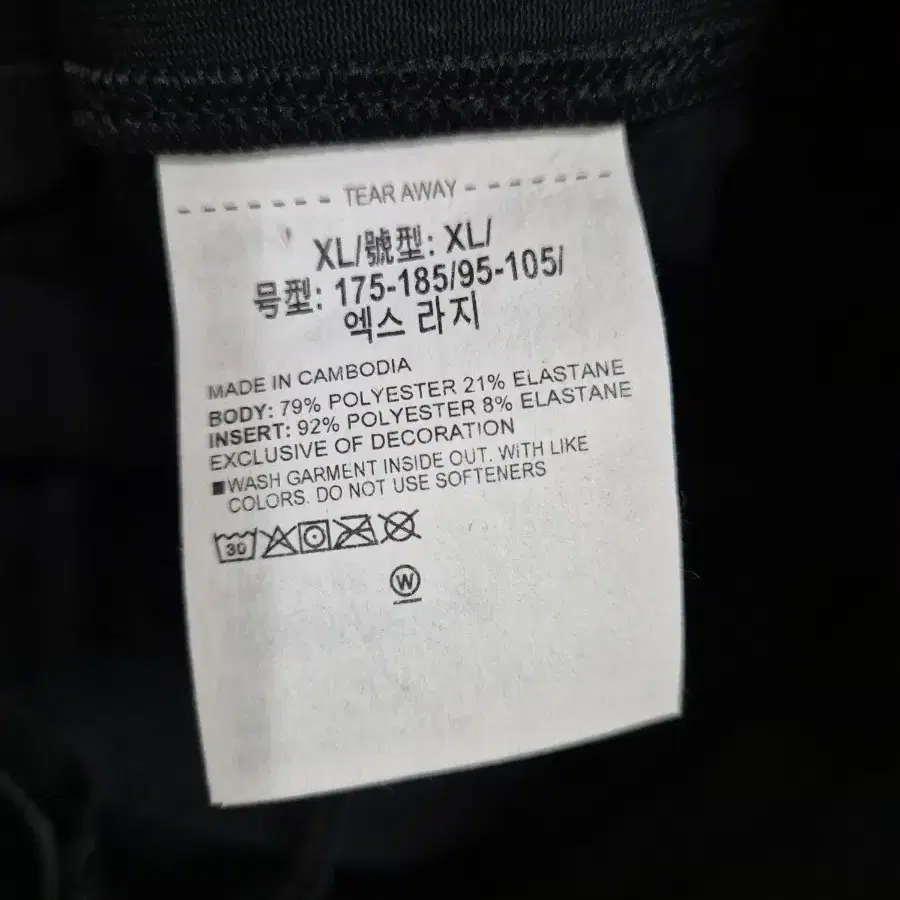 TEAR AWAY
XL/號型: XL/
号型: 175-185/95-105/
엑스 라지
MADE IN CAMBODIA
BODY: 79% POLYESTER 21% ELASTANE
INSERT: 92% POLYESTER 8% ELASTANE
EXCLUSIVE OF DECORATION
■WASH GARMENT INSIDE OUT. WITH LIKE
COLORS. DO NOT USE SOFTENERS
30
W